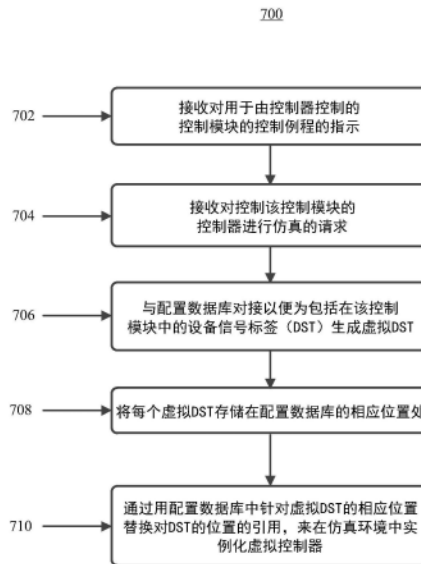 700
702
接收对用于由控制器控制的
控制模块的控制例程的指示
704
接收对控制该控制模块的
控制器进行仿真的请求
706
与配置数据库对接以便为包括在该控制
模块中的设备信号标签（DST）生成虚拟DST
708
将每个虚拟DST存储在配置数据库的相应位置处
710
通过用配置数据库中针对虚拟DST的相应位置
替换对DST的位置的引用，来在仿真环境中实
例化虚拟控制器